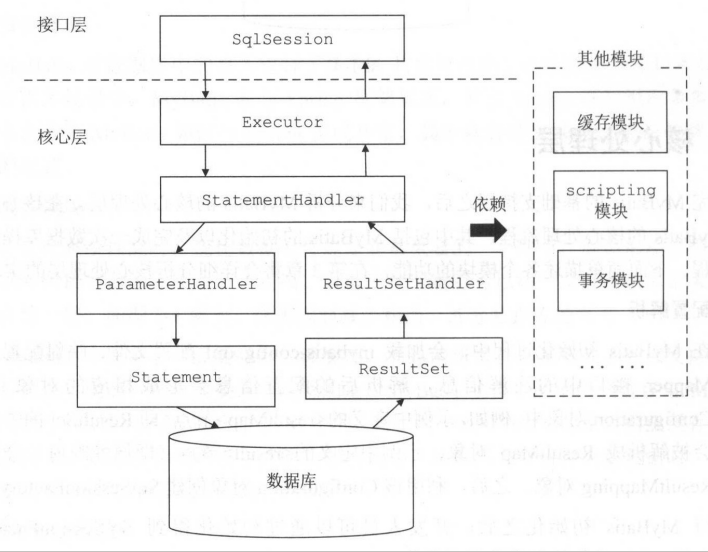 接口层
SqlSession
其他模块
Executor
缓存模块
核心层
StatementHandler
scripting
模块
依赖
ParameterHandler
ResultSetHandler
事务模块
Statement
ResultSet
... ...
数据库